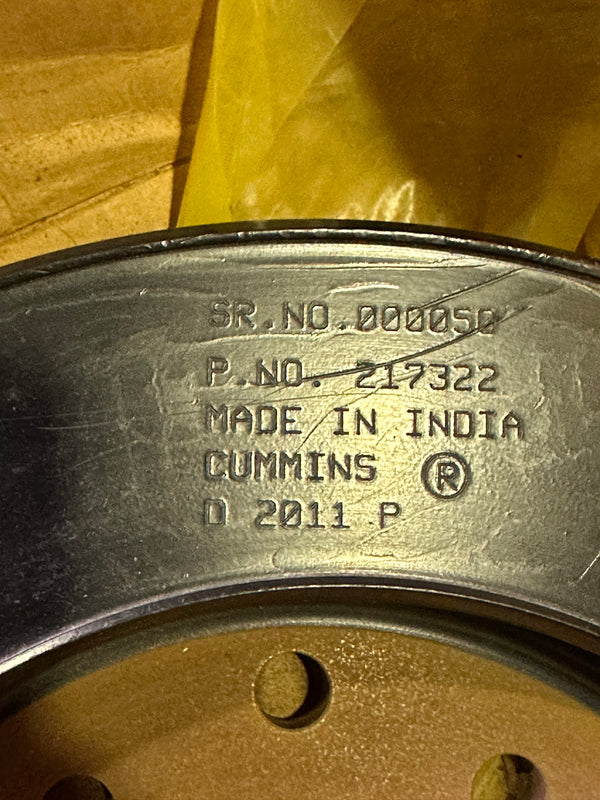 SR.NO.000050
P.NO. 217322
MADE IN INDIA
CUMMINS ®
D 2011 P